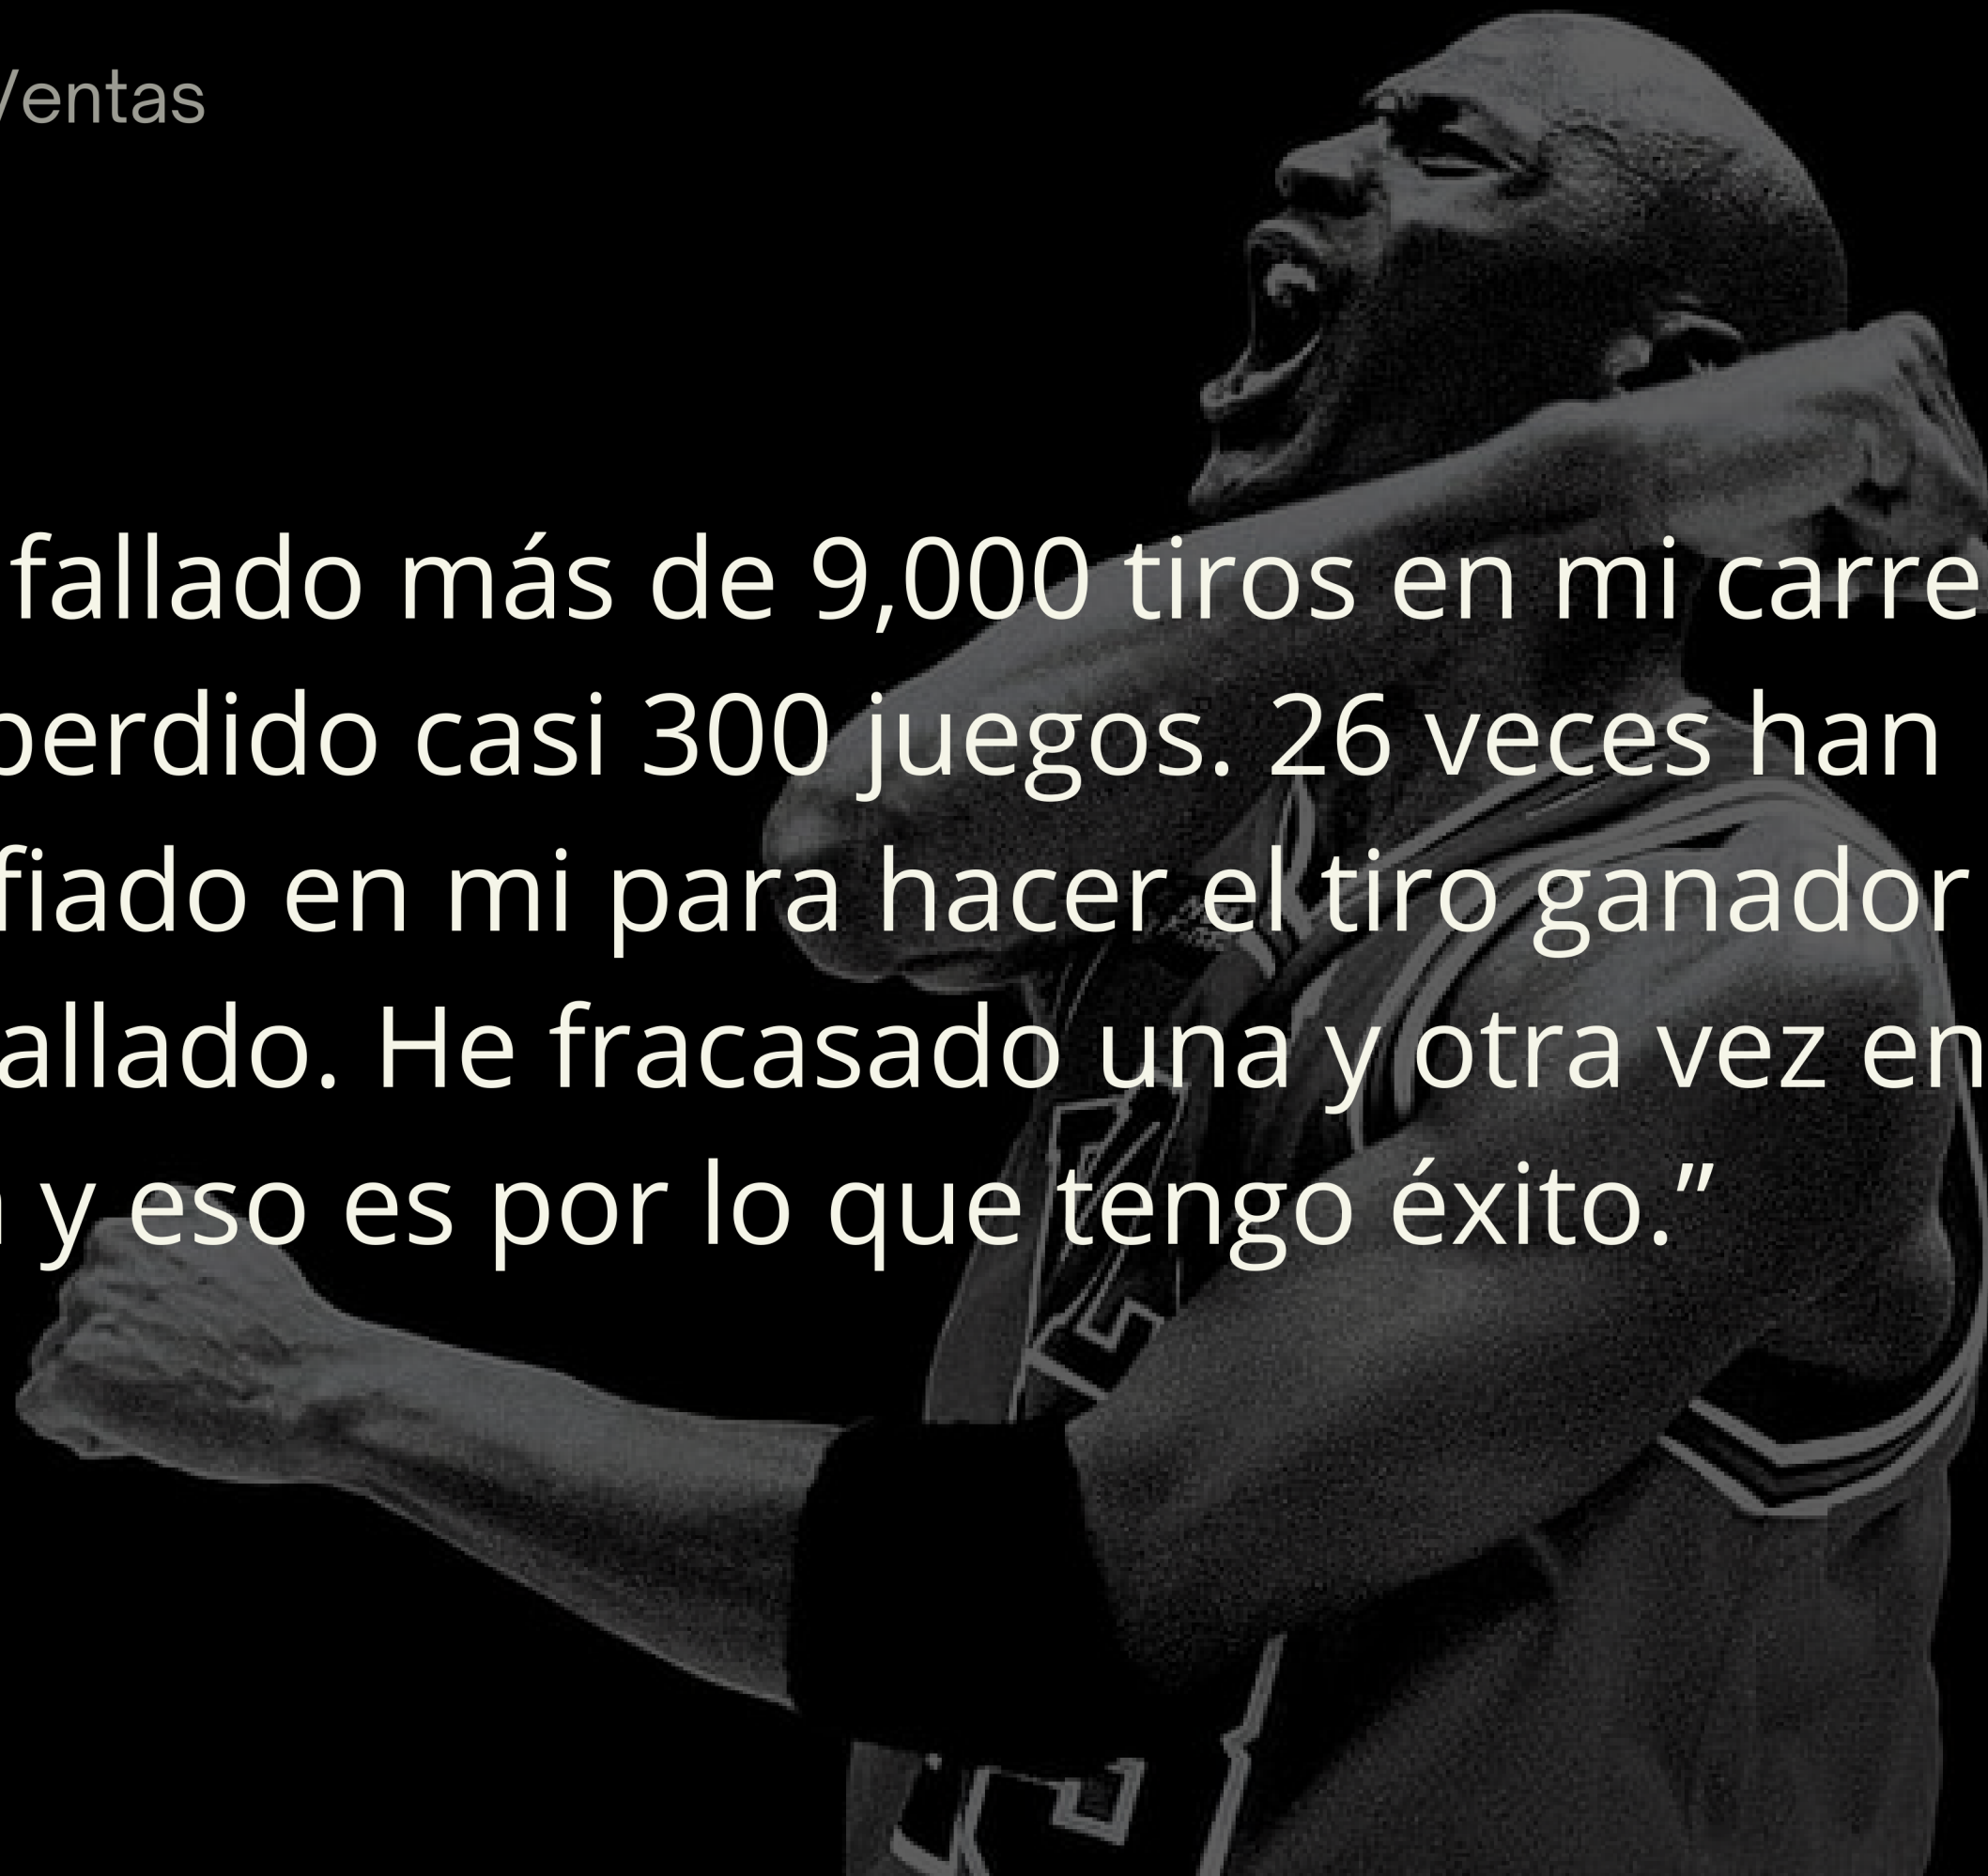 Ventas
fallado más de 9,000 tiros en mi carre
perdido casi 300 juegos. 26 veces han
fiado en mi para hacer el tiro ganador
allado. He fracasado una y otra vez en
y eso es por lo que tengo éxito.”